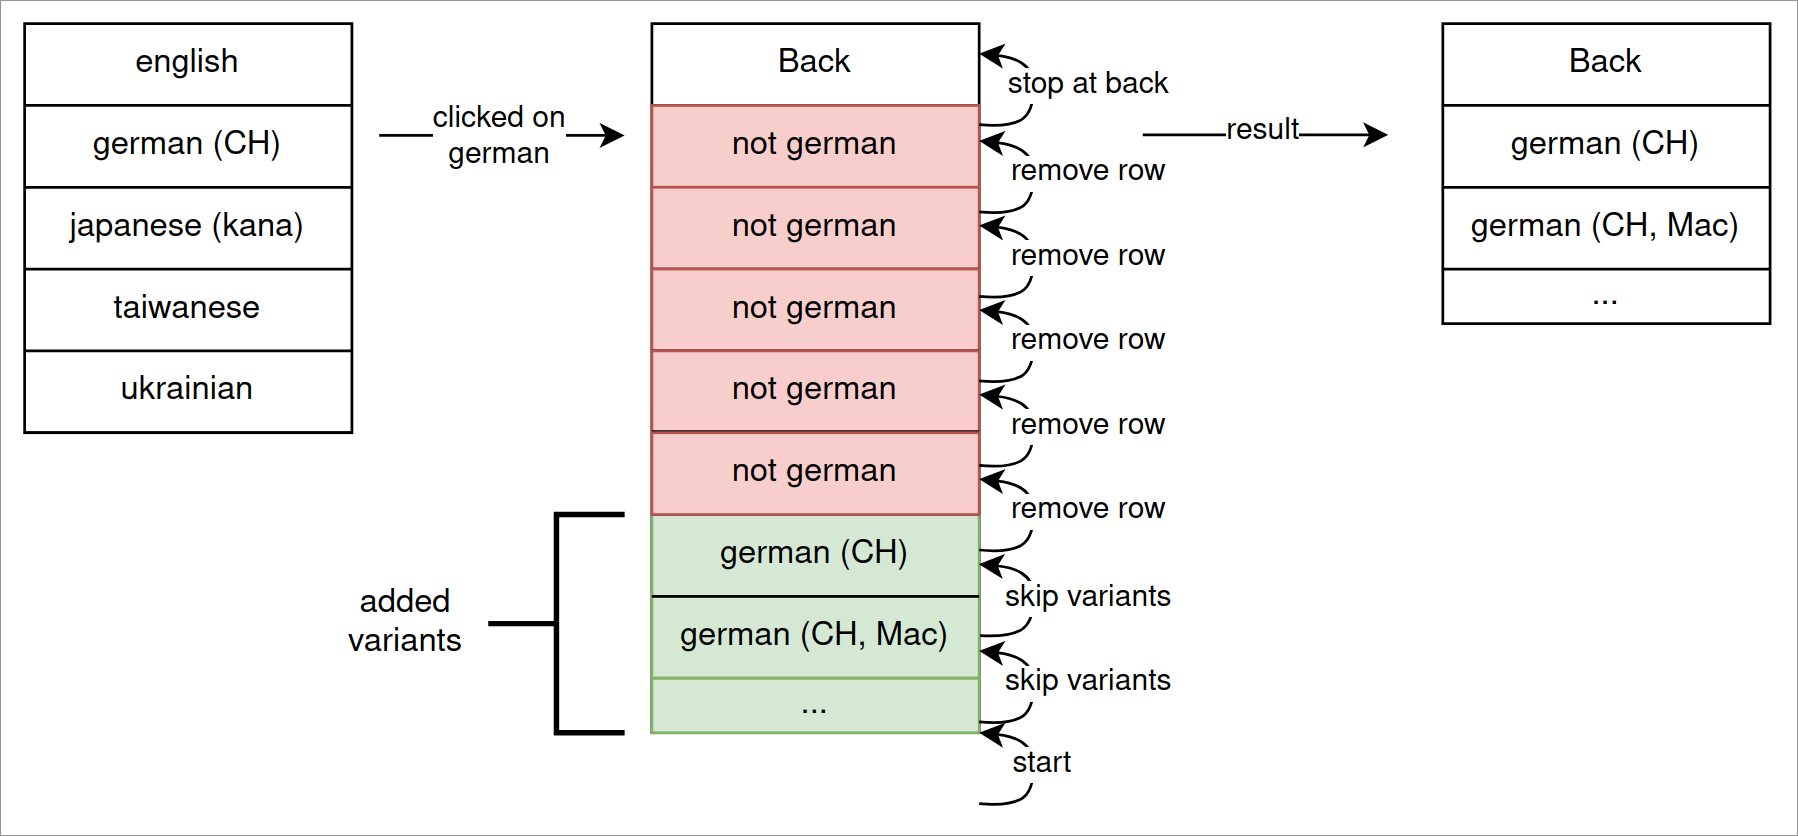 english
german (CH)
japanese (kana)
taiwanese
ukrainian
clicked on
german
added
variants
Back
not german
not german
not german
not german
not german
german (CH)
german (CH, Mac)
...
stop at back
remove row
remove row
remove row
remove row
remove row
skip variants
skip variants
start
result
Back
german (CH)
german (CH, Mac)
...